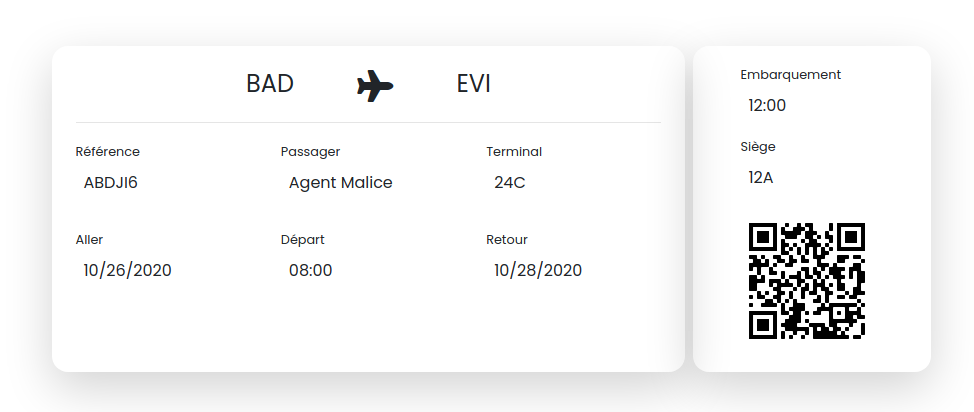 BAD EVI
Référence Passager Terminal
ABDJI6 Agent Malice 24C
Aller Départ Retour
10/26/2020 08:00 10/28/2020
Embarquement
12:00
Siège
12A